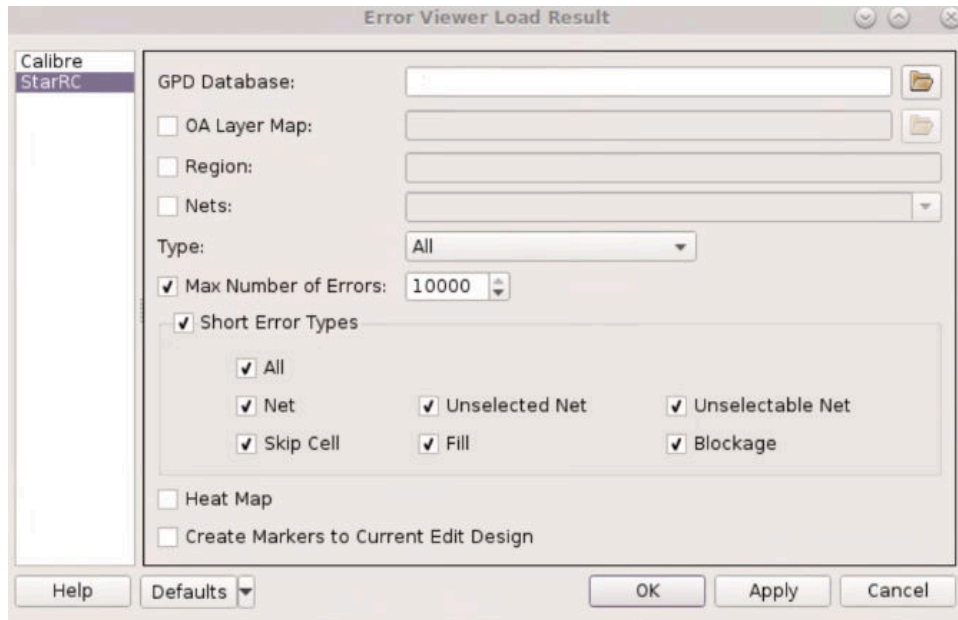 Error Viewer Load Result
Calibre
StarRC
GPD Database:
OA Layer Map:
Region:
Nets:
Type: All
Max Number of Errors: 10000
Short Error Types
All
Net Unselected Net Unselectable Net
Skip Cell Fill Blockage
Heat Map
Create Markers to Current Edit Design
Help Defaults OK Apply Cancel